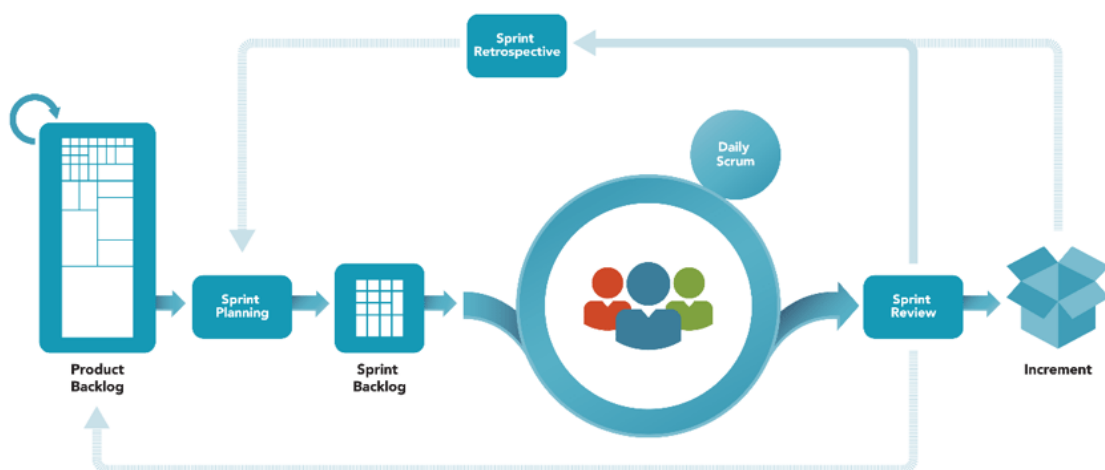 Sprint
Retrospective
Daily
Scrum
Product
Backlog
Sprint
Planning
Sprint
Backlog
Sprint
Review
Increment